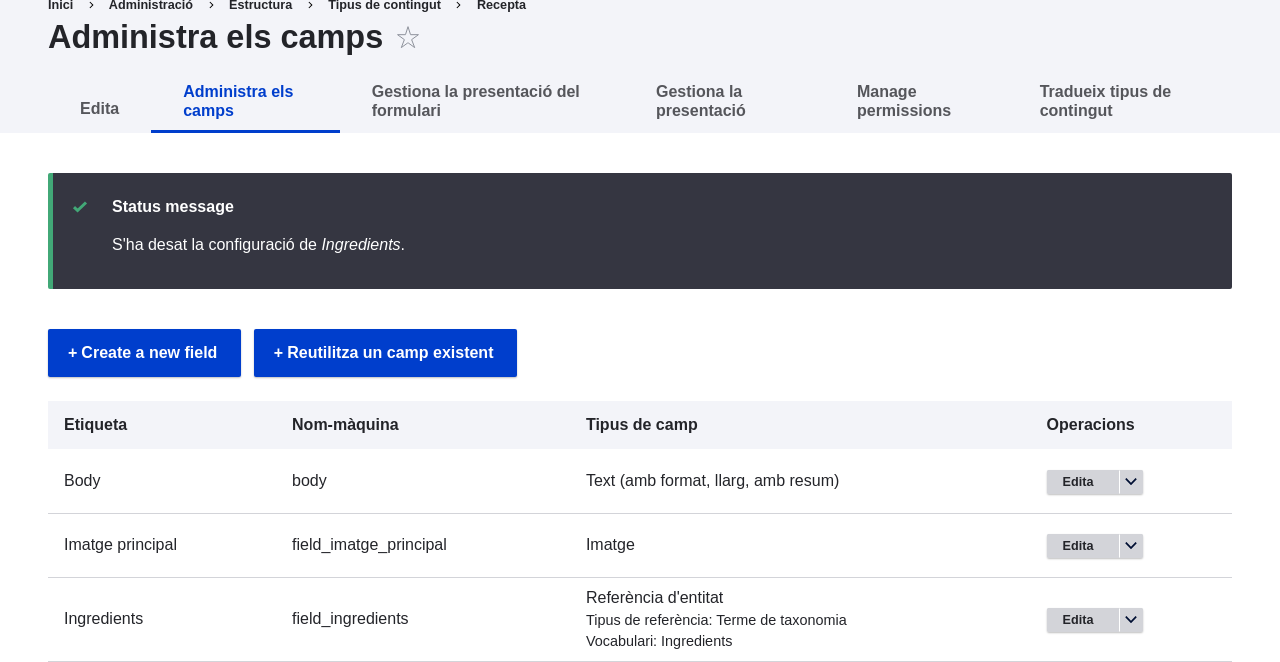 Inici > Administració > Estructura > Tipus de contingut > Recepta
Administra els camps ☆
Edita
Administra els
camps
Gestiona la presentació del
formulari
Gestiona la
presentació
Manage
permissions
Tradueix tipus de
contingut
Status message
S'ha desat la configuració de Ingredients.
+ Create a new field
+ Reutilitza un camp existent
Etiqueta Nom-màquina Tipus de camp Operacions
Body body Text (amb format, llarg, amb resum) Edita
Imatge principal field_imatge_principal Imatge Edita
Ingredients field_ingredients Referència d'entitat
Tipus de referència: Terme de taxonomia
Vocabulari: Ingredients
Edita